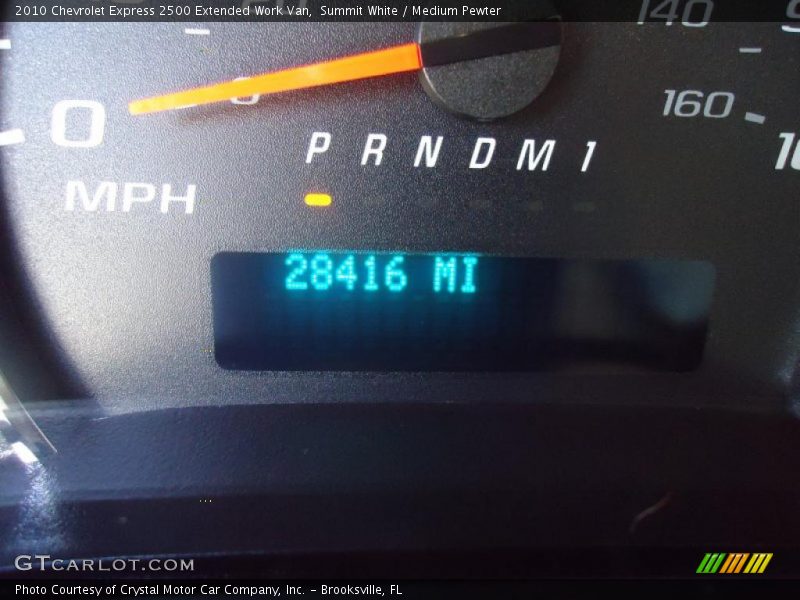 2010 Chevrolet Express 2500 Extended Work Van,  Summit White / Medium Pewter
140
0
160
P R N D M 1
MPH
28416 MI
GTCARLOT.COM
Photo Courtesy of Crystal Motor Car Company, Inc. – Brooksville, FL